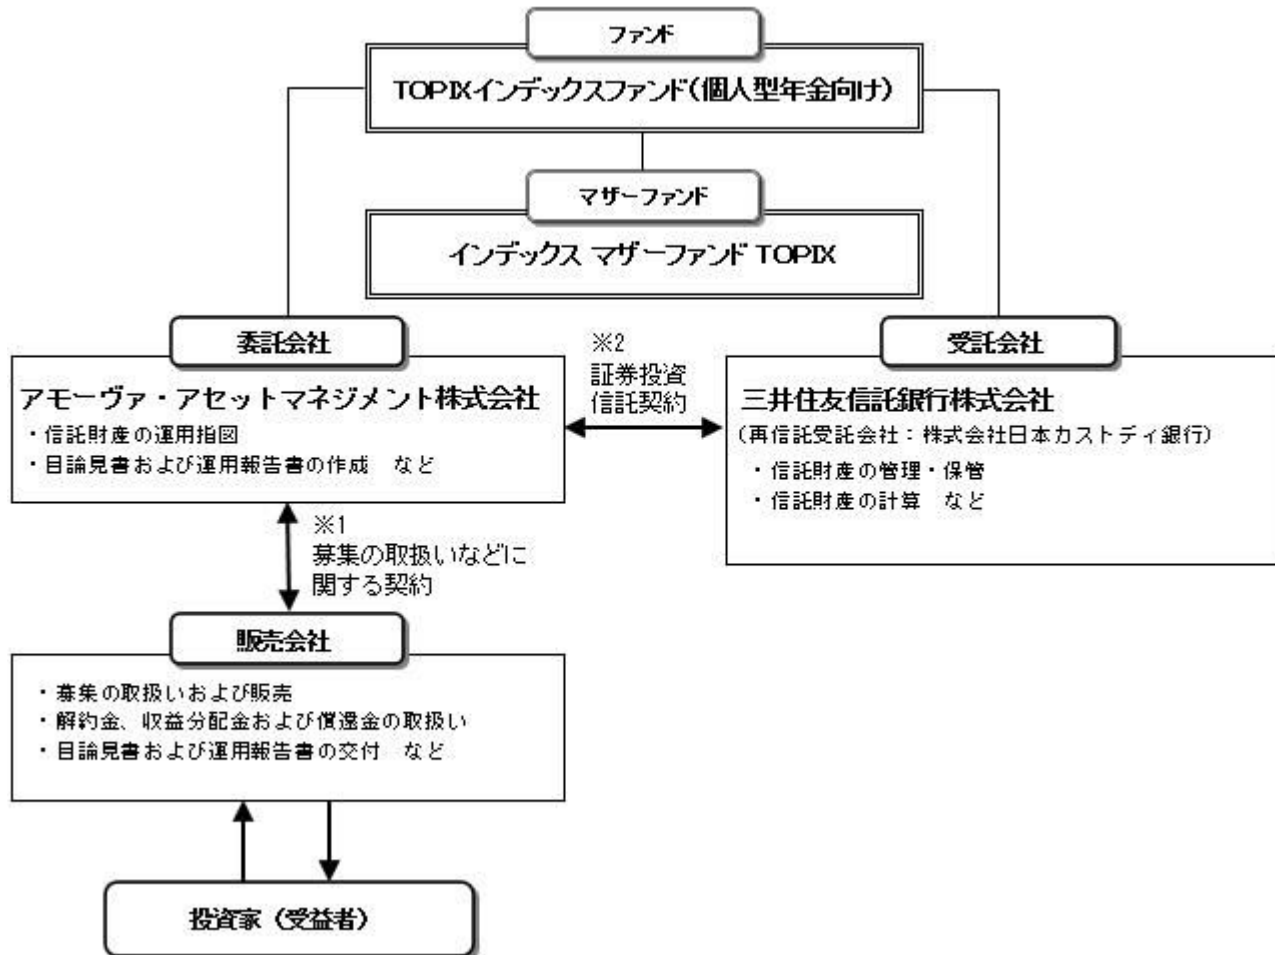 ファンド
TOPIXインデックスファンド(個人型年金向け)
マザーファンド
インデックス マザーファンド TOPIX
委託会社
アモーヴァ・アセットマネジメント株式会社
・信託財産の運用指図
・目論見書および運用報告書の作成　など
※2
証券投資
信託契約
受託会社
三井住友信託銀行株式会社
(再信託受託会社：株式会社日本カストディ銀行)
・信託財産の管理・保管
・信託財産の計算　など
※1
募集の取扱いなどに
関する契約
販売会社
・募集の取扱いおよび販売
・解約金、収益分配金および償還金の取扱い
・目論見書および運用報告書の交付　など
投資家（受益者）